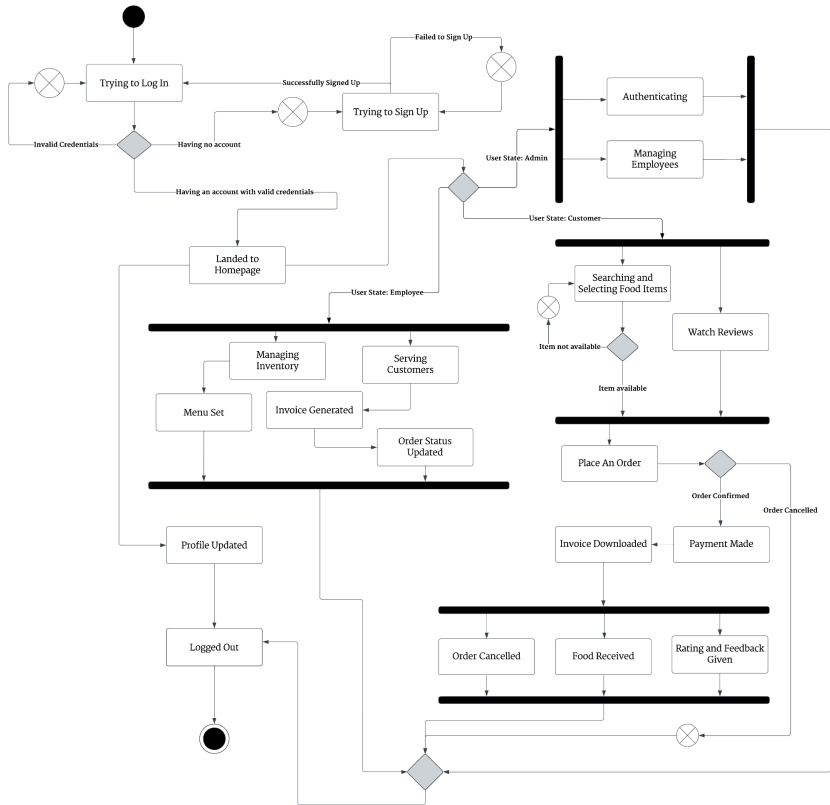 Failed to Sign Up
Trying to Log In
Successfully Signed Up
Trying to Sign Up
Authenticating
Invalid Credentials
Having no account
User State: Admin
Managing
Employees
Having an account with valid credentials
User State: Customer
Landed to
Homepage
Searching and
Selecting Food Items
User State: Employee
Watch Reviews
Item not available
Managing
Inventory
Serving
Customers
Item available
Menu Set
Invoice Generated
Order Status
Updated
Place An Order
Order Confirmed
Order Cancelled
Profile Updated
Invoice Downloaded
Payment Made
Logged Out
Order Cancelled
Food Received
Rating and Feedback
Given